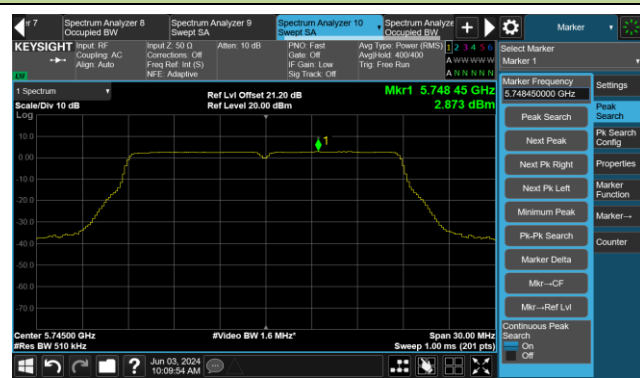 r 7
Spectrum Analyzer 8
Occupied BW
Spectrum Analyzer 9
Swept SA
Spectrum Analyzer 10
Swept SA
Spectrum Analyze
Occupied BW
+
Marker
KEYSIGHT
Input: RF
Coupling: AC
Align: Auto
Input Z: 50 Ω
Corrections: Off
Freq Ref: Int (S)
NFE: Adaptive
Atten: 10 dB
PNO: Fast
Gate: Off
IF Gain: Low
Sig Track: Off
Avg Type: Power (RMS)
Avg|Hold: 400/400
Trig: Free Run
1 2 3 4 5 6
A W W W W W
A N N N N N
LW
Select Marker
Marker 1
1 Spectrum
Scale/Div 10 dB
Ref Lvl Offset 21.20 dB
Ref Level 20.00 dBm
Mkr1 5.748 45 GHz
2.873 dBm
Log
10.0
0.00
-10.0
-20.0
-30.0
-40.0
-50.0
-60.0
-70.0
1
Center 5.74500 GHz
#Res BW 510 kHz
#Video BW 1.6 MHz*
Span 30.00 MHz
Sweep 1.00 ms (201 pts)
Marker Frequency
5.748450000 GHz
Peak Search
Next Peak
Next Pk Right
Next Pk Left
Minimum Peak
Pk-Pk Search
Marker Delta
Mkr→CF
Mkr→Ref Lvl
Continuous Peak
Search
On
Off
Settings
Peak
Search
Pk Search
Config
Properties
Marker
Function
Marker→
Counter
?
Jun 03, 2024
10:09:54 AM